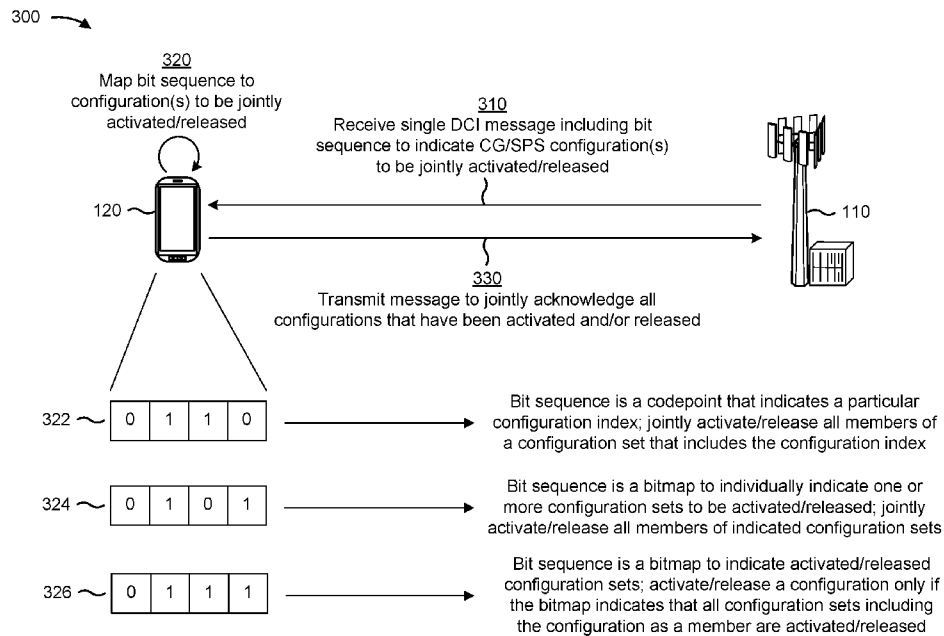 300
320
Map bit sequence to
configuration(s) to be jointly
activated/released
310
Receive single DCI message including bit
sequence to indicate CG/SPS configuration(s)
to be jointly activated/released
120
110
330
Transmit message to jointly acknowledge all
configurations that have been activated and/or released
322
0 1 1 0
Bit sequence is a codepoint that indicates a particular
configuration index; jointly activate/release all members of
a configuration set that includes the configuration index
324
0 1 0 1
Bit sequence is a bitmap to individually indicate one or
more configuration sets to be activated/released; jointly
activate/release all members of indicated configuration sets
326
0 1 1 1
Bit sequence is a bitmap to indicate activated/released
configuration sets; activate/release a configuration only if
the bitmap indicates that all configuration sets including
the configuration as a member are activated/released